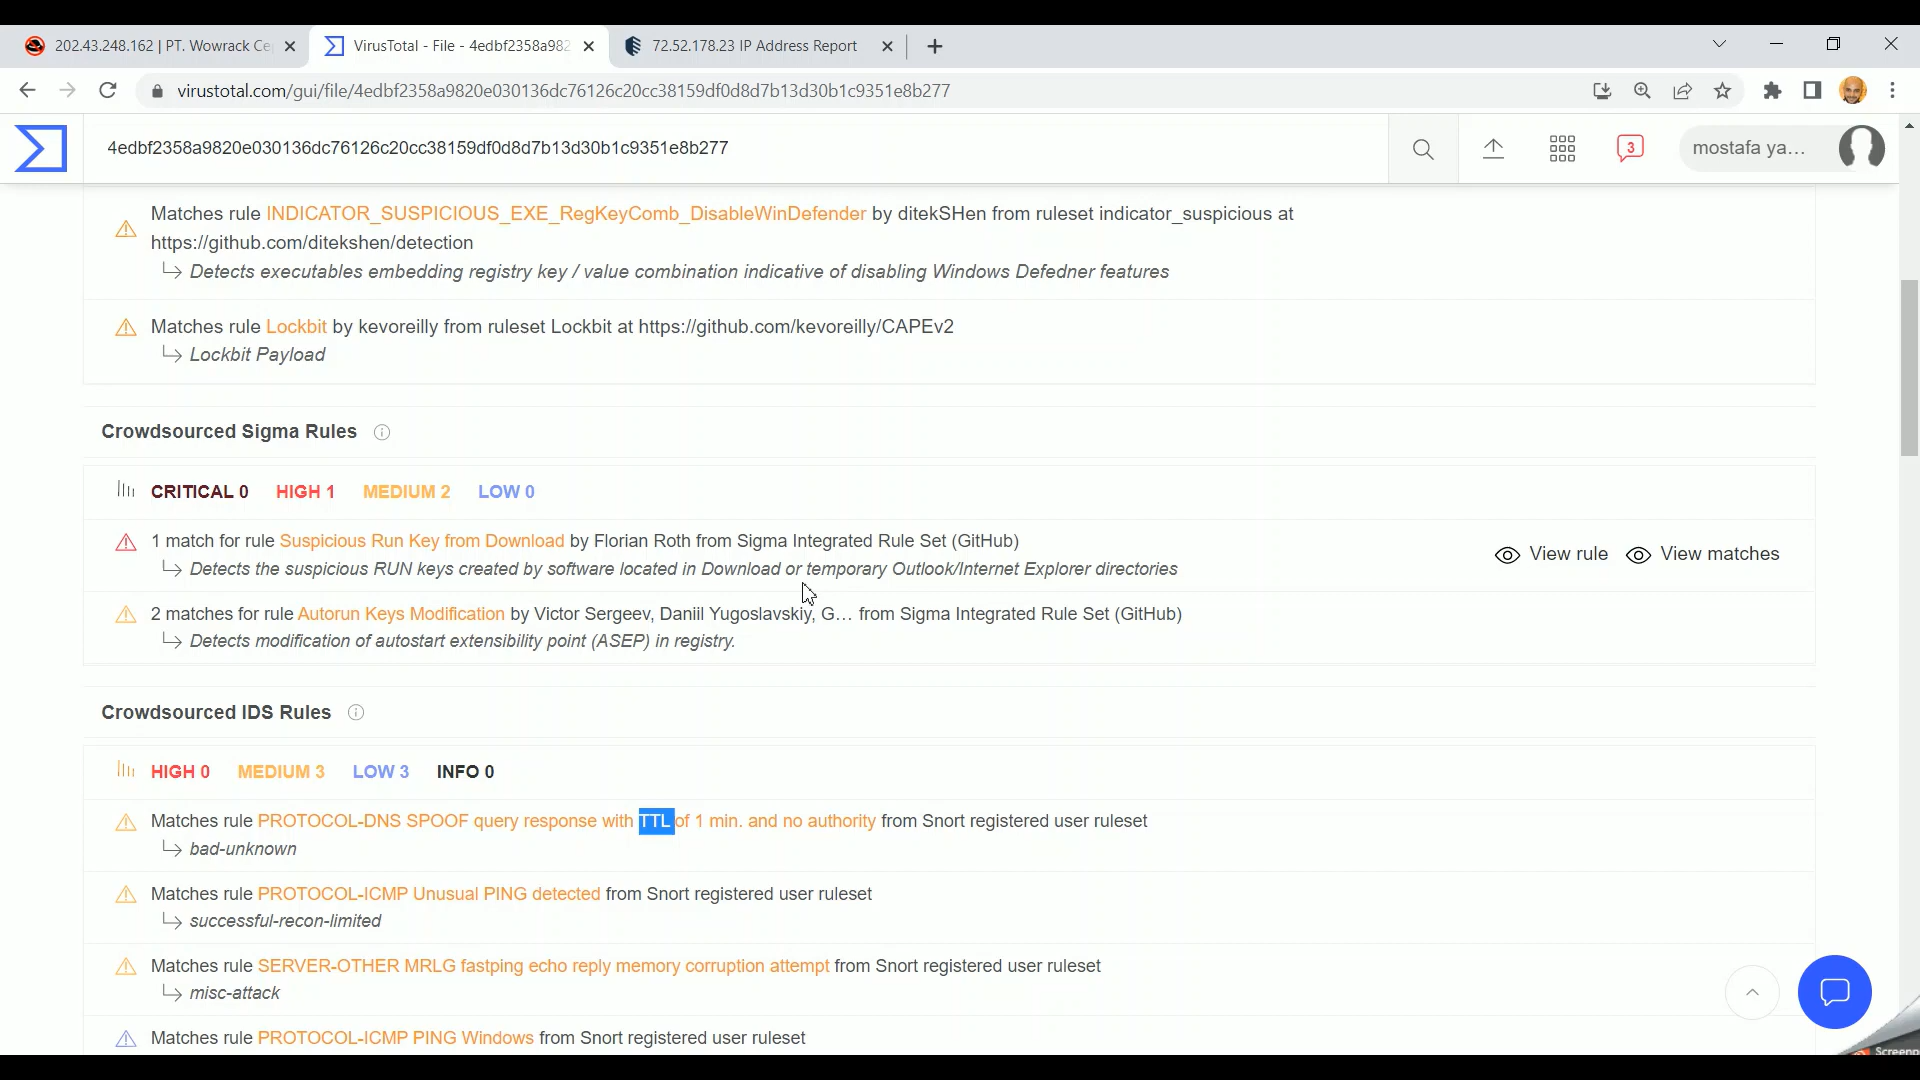 202.43.248.162 | PT. Wowrack Ce
VirusTotal - File - 4edbf2358a982
72.52.178.23 IP Address Report
virustotal.com/gui/file/4edbf2358a9820e030136dc76126c20cc38159df0d8d7b13d30b1c9351e8b277
4edbf2358a9820e030136dc76126c20cc38159df0d8d7b13d30b1c9351e8b277
3
mostafa ya...
Matches rule INDICATOR_SUSPICIOUS_EXE_RegKeyComb_DisableWinDefender by ditekSHen from ruleset indicator_suspicious at
https://github.com/ditekshen/detection
Detects executables embedding registry key / value combination indicative of disabling Windows Defedner features
Matches rule Lockbit by kevoreilly from ruleset Lockbit at https://github.com/kevoreilly/CAPEv2
Lockbit Payload
Crowdsourced Sigma Rules
CRITICAL 0 HIGH 1 MEDIUM 2 LOW 0
1 match for rule Suspicious Run Key from Download by Florian Roth from Sigma Integrated Rule Set (GitHub)
View rule View matches
Detects the suspicious RUN keys created by software located in Download or temporary Outlook/Internet Explorer directories
2 matches for rule Autorun Keys Modification by Victor Sergeev, Daniil Yugoslavskiy, G... from Sigma Integrated Rule Set (GitHub)
Detects modification of autostart extensibility point (ASEP) in registry.
Crowdsourced IDS Rules
HIGH 0 MEDIUM 3 LOW 3 INFO 0
Matches rule PROTOCOL-DNS SPOOF query response with TTL of 1 min. and no authority from Snort registered user ruleset
bad-unknown
Matches rule PROTOCOL-ICMP Unusual PING detected from Snort registered user ruleset
successful-recon-limited
Matches rule SERVER-OTHER MRLG fastping echo reply memory corruption attempt from Snort registered user ruleset
misc-attack
Matches rule PROTOCOL-ICMP PING Windows from Snort registered user ruleset